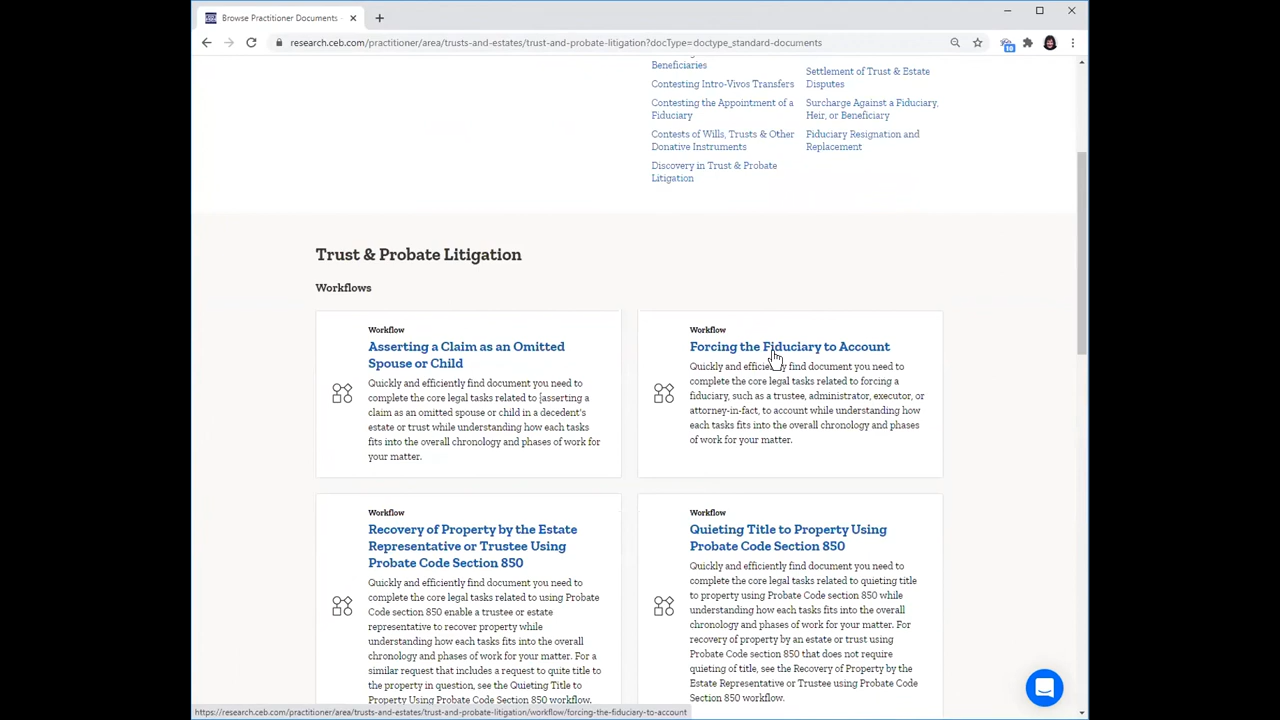 Browse Practitioner Documents
research.ceb.com/practitioner/area/trusts-and-estates/trust-and-probate-litigation?docType=doctype_standard-documents
10
Beneficiaries
Contesting Intro-Vivos Transfers
Contesting the Appointment of a
Fiduciary
Contests of Wills, Trusts & Other
Donative Instruments
Discovery in Trust & Probate
Litigation
Settlement of Trust & Estate
Disputes
Surcharge Against a Fiduciary,
Heir, or Beneficiary
Fiduciary Resignation and
Replacement
Trust & Probate Litigation
Workflows
Workflow
Asserting a Claim as an Omitted
Spouse or Child
Quickly and efficiently find document you need to
complete the core legal tasks related to [asserting a
claim as an omitted spouse or child in a decedent's
estate or trust while understanding how each tasks
fits into the overall chronology and phases of work
for your matter.
Workflow
Forcing the Fiduciary to Account
Quickly and efficiently find document you need to
complete the core legal tasks related to forcing a
fiduciary, such as a trustee, administrator, executor, or
attorney-in-fact, to account while understanding how
each tasks fits into the overall chronology and phases
of work for your matter.
Workflow
Recovery of Property by the Estate
Representative or Trustee Using
Probate Code Section 850
Quickly and efficiently find document you need to
complete the core legal tasks related to using Probate
Code section 850 enable a trustee or estate
representative to recover property while
understanding how each tasks fits into the overall
chronology and phases of work for your matter. For a
similar request that includes a request to quite title to
the property in question, see the Quieting Title to
Property Using Probate Code Section 850 workflow.
Workflow
Quieting Title to Property Using
Probate Code Section 850
Quickly and efficiently find document you need to
complete the core legal tasks related to quieting title
to property using Probate Code section 850 while
understanding how each tasks fits into the overall
chronology and phases of work for your matter. For
recovery of property by an estate or trust using
Probate Code section 850 that does not require
quieting of title, see the Recovery of Property by the
Estate Representative or Trustee using Probate Code
Section 850 workflow.
https://research.ceb.com/practitioner/area/trusts-and-estates/trust-and-probate-litigation/workflow/forcing-the-fiduciary-to-account